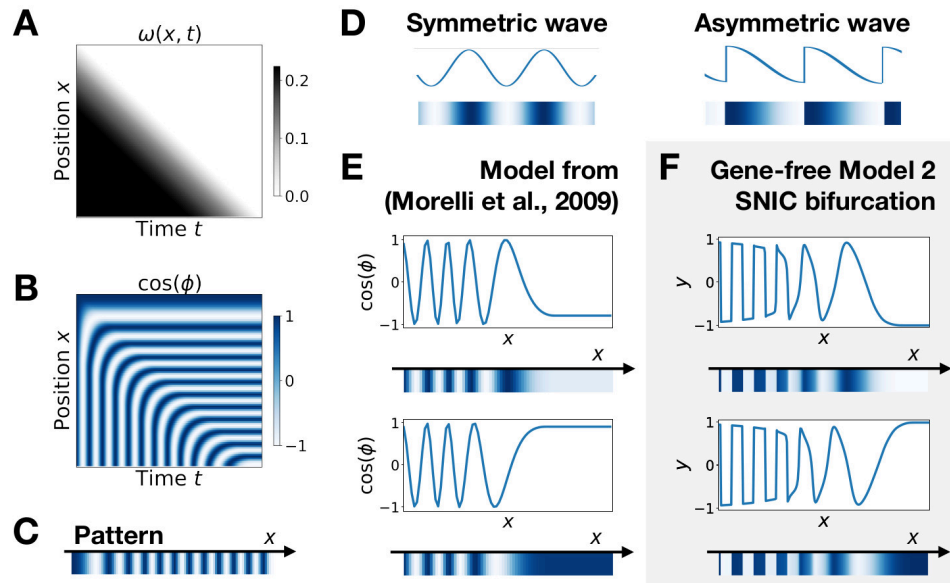 A
ω(x, t)
Position x
0.2
0.1
0.0
Time t
B
cos(ϕ)
Position x
1
0
−1
Time t
C
Pattern
x
D
Symmetric wave
Asymmetric wave
E
Model from
(Morelli et al., 2009)
cos(ϕ)
1
0
−1
x
x
cos(ϕ)
1
0
−1
x
x
F
Gene-free Model 2
SNIC bifurcation
y
1
0
−1
x
x
y
1
0
−1
x
x